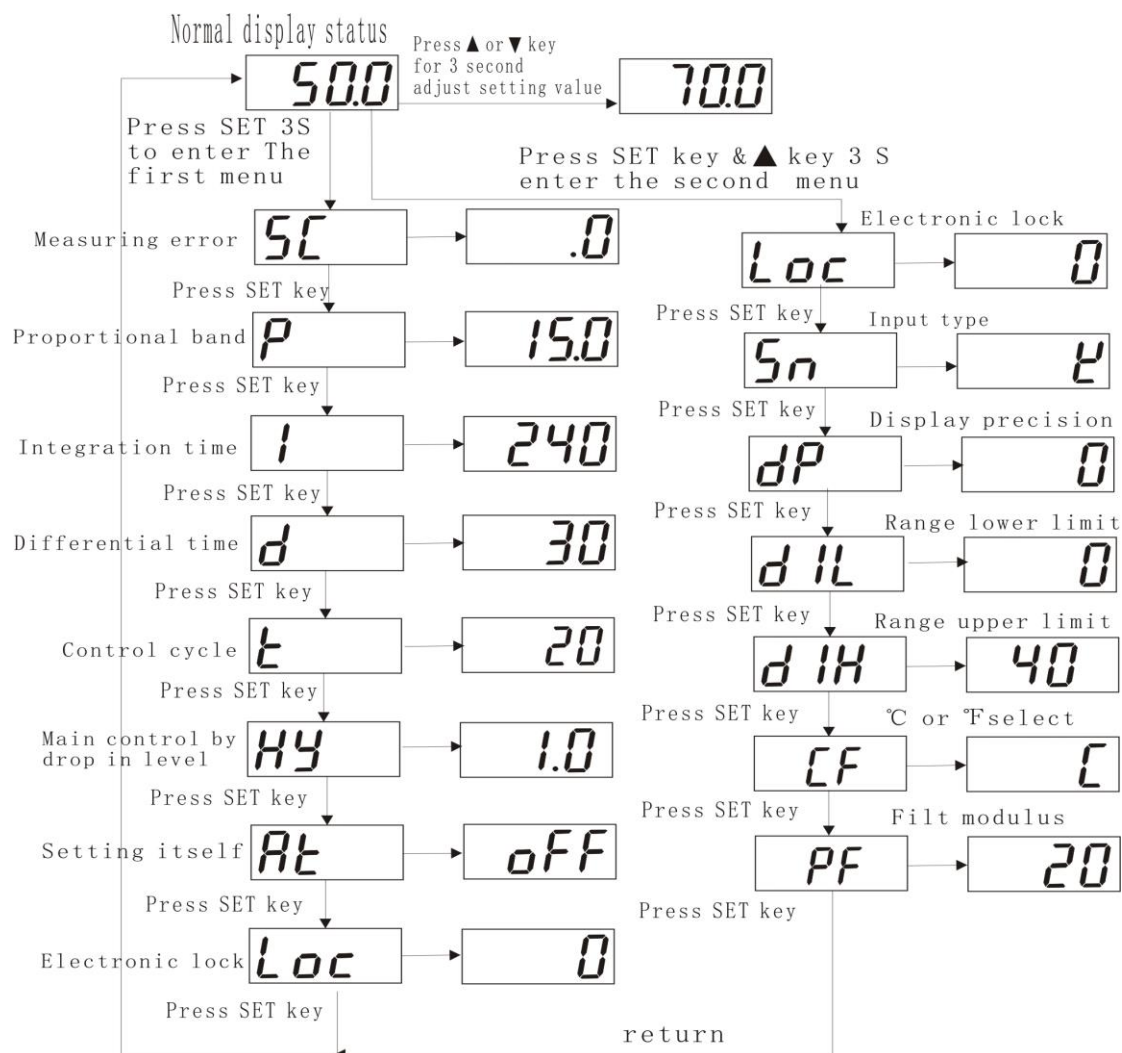 Normal display status
50.0
Press ▲ or ▼ key
for 3 second
adjust setting value
70.0
Press SET 3S
to enter The
first menu
Press SET key & ▲ key 3 S
enter the second menu
Measuring error
SC
.0
Press SET key
Proportional band
P
15.0
Press SET key
Integration time
I
240
Press SET key
Differential time
d
30
Press SET key
Control cycle
t
20
Press SET key
Main control by
drop in level
HY
1.0
Press SET key
Setting itself
At
oFF
Press SET key
Electronic lock
Loc
0
Press SET key
Electronic lock
Loc
0
Press SET key
Input type
Sn
K
Press SET key
Display precision
dP
0
Press SET key
Range lower limit
dIL
0
Press SET key
Range upper limit
dIH
40
Press SET key
℃ or ℉select
CF
C
Press SET key
Filt modulus
PF
20
Press SET key
return